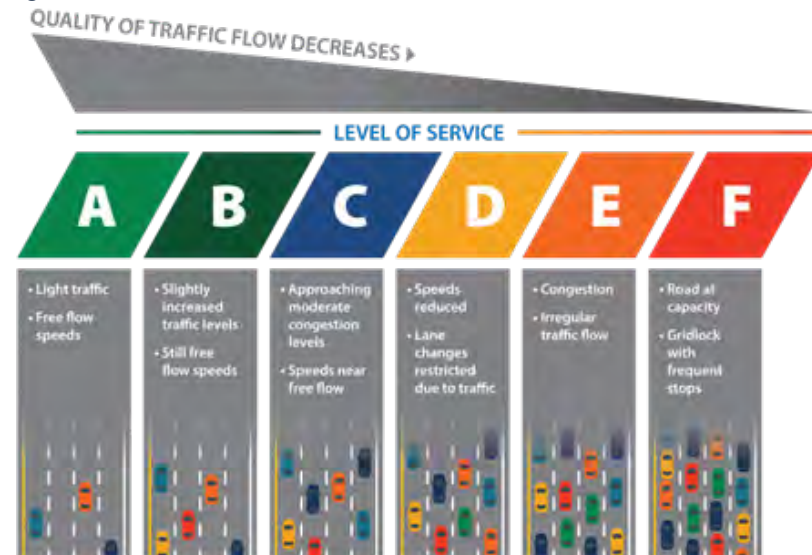 QUALITY OF TRAFFIC FLOW DECREASES
LEVEL OF SERVICE
A
B
C
D
E
F
• Light traffic
• Free flow
speeds
• Slightly
increased
traffic levels
• Still free
flow speeds
• Approaching
moderate
congestion
levels
• Speeds near
free flow
• Speeds
reduced
• Lane
changes
restricted
due to traffic
• Congestion
• Irregular
traffic flow
• Road at
capacity
• Gridlock
with
frequent
stops